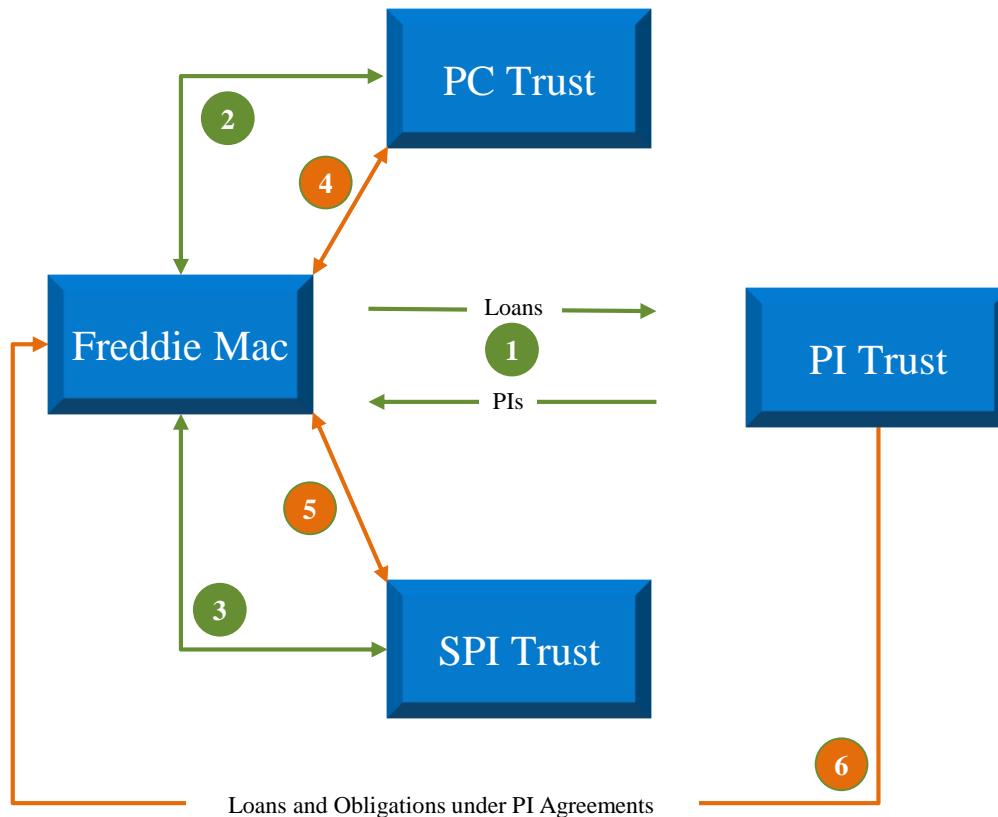 PC Trust
2
4
Freddie Mac
Loans
1
PIs
PI Trust
5
3
SPI Trust
6
Loans and Obligations under PI Agreements